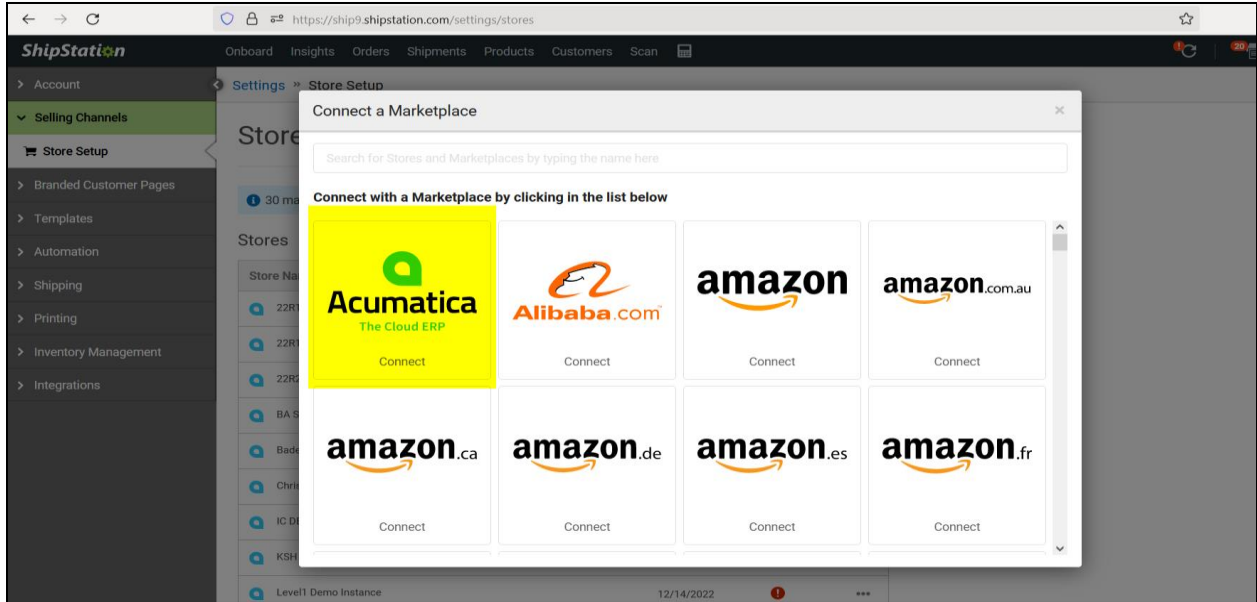 https://ship9.shipstation.com/settings/stores
ShipStation
Onboard Insights Orders Shipments Products Customers Scan
20
Account
Settings » Store Setup
Connect a Marketplace
Selling Channels
Store
Store Setup
Search for Stores and Marketplaces by typing the name here
Branded Customer Pages
30 ma
Connect with a Marketplace by clicking in the list below
Templates
Stores
Automation
Store Na
Shipping
22R1
Printing
22R1
Inventory Management
22R2
Integrations
BA S
Bade
Chris
IC DE
KSH
Acumatica
The Cloud ERP
Connect
Alibaba.com
Connect
amazon
Connect
amazon.com.au
Connect
amazon.ca
Connect
amazon.de
Connect
amazon.es
Connect
amazon.fr
Connect
Level1 Demo Instance 12/14/2022